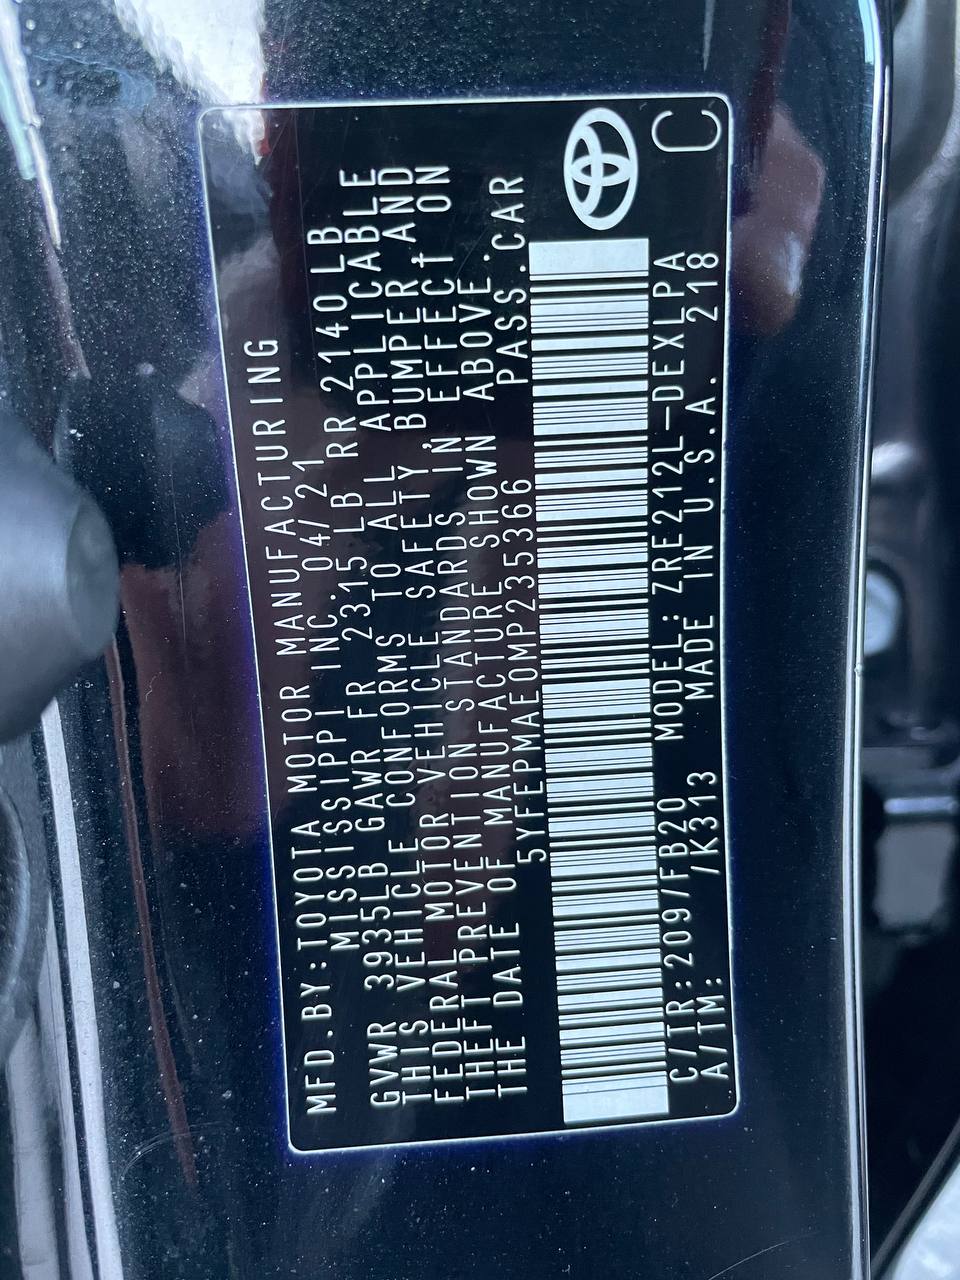 MFD.BY:TOYOTA MOTOR MANUFACTURING
MISSISSIPPI INC. 04/21
GVWR 3935LB GAWR FR 2315LB RR 2140LB
THIS VEHICLE CONFORMS TO ALL APPLICABLE
FEDERAL MOTOR VEHICLE SAFETY, BUMPER, AND
THEFT PREVENTION STANDARDS IN EFFECT ON
THE DATE OF MANUFACTURE SHOWN ABOVE.
5YFEPMAE0MP235366 PASS.CAR
C/TR:209/FB20 MODEL: ZRE212L-DEXLPA
A/TM: /K313 MADE IN U.S.A. 218
C